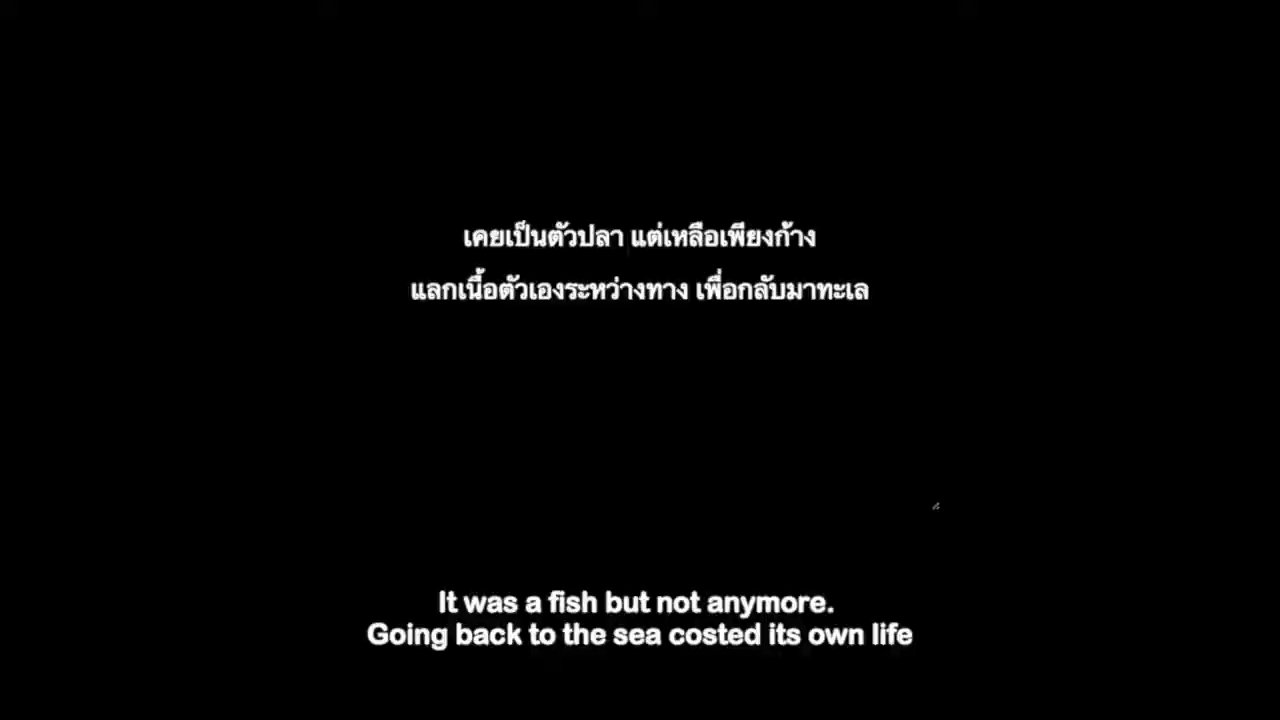 เคยเป็นตัวปลา แต่เหลือเพียงก้าง
แลกเนื้อตัวเองระหว่างทาง เพื่อกลับมาทะเล
It was a fish but not anymore.
Going back to the sea costed its own life